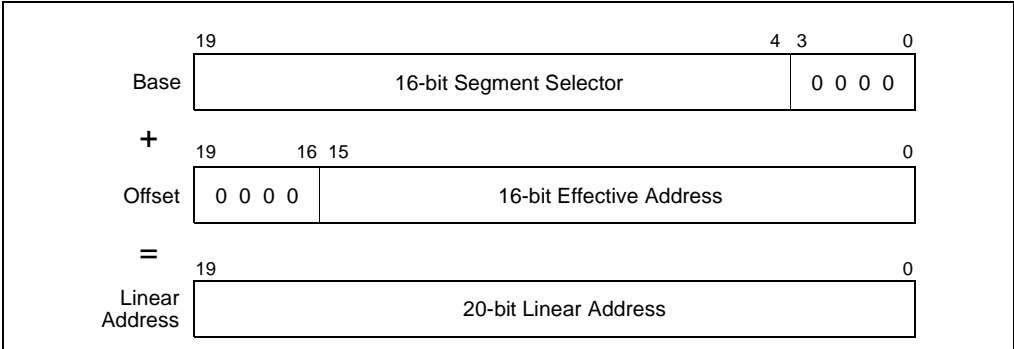 19 4 3 0
Base 16-bit Segment Selector 0 0 0 0
+
19 16 15 0
Offset 0 0 0 0 16-bit Effective Address
=
19 0
Linear
Address 20-bit Linear Address